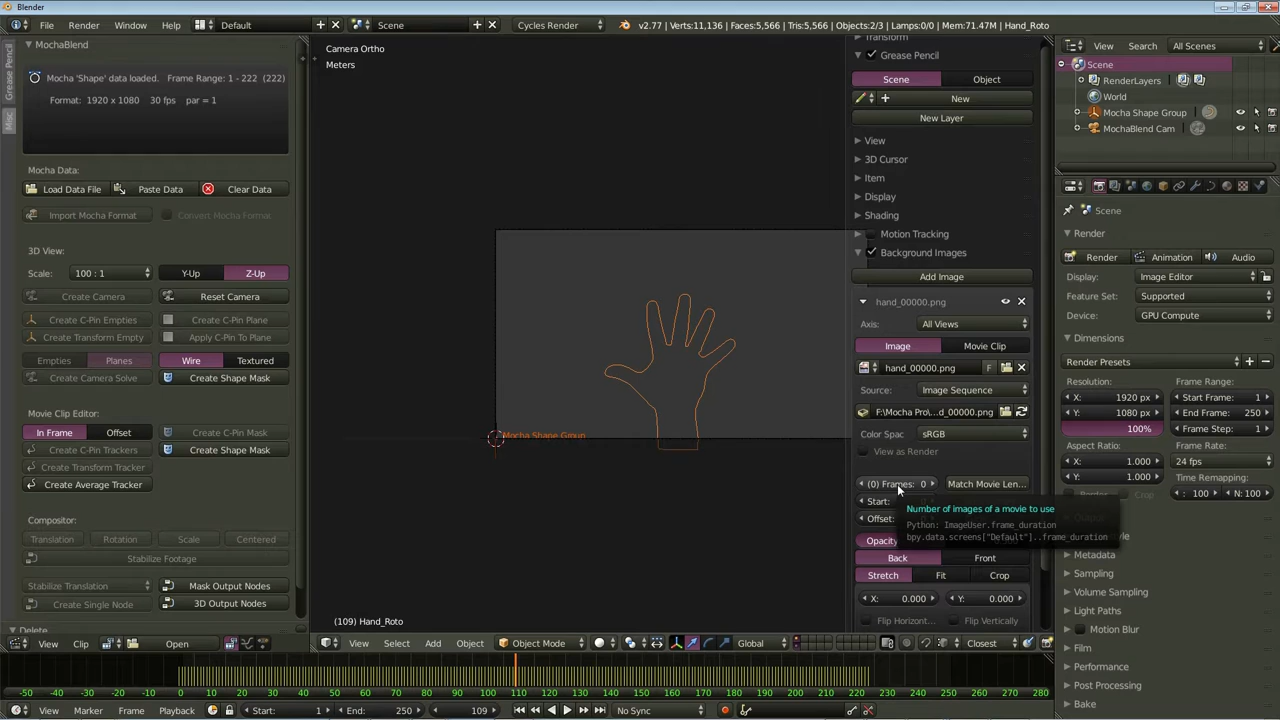 Blender
File Render Window Help Default Scene Cycles Render v2.77 | Verts:11,136 | Faces:5,566 | Tris:5,566 | Objects:2/3 | Lamps:0/0 | Mem:71.47M | Hand_Roto
Grease Pencil
Misc
MochaBlend
Mocha 'Shape' data loaded. Frame Range: 1 - 222 (222)
Format: 1920 x 1080 30 fps par = 1
Mocha Data:
Load Data File Paste Data Clear Data
Import Mocha Format Convert Mocha Format
3D View:
Scale: 100 : 1 Y-Up Z-Up
Create Camera Reset Camera
Create C-Pin Empties Create C-Pin Plane
Create Transform Empty Apply C-Pin To Plane
Empties Planes Wire Textured
Create Camera Solve Create Shape Mask
Movie Clip Editor:
In Frame Offset Create C-Pin Mask
Create C-Pin Trackers Create Shape Mask
Create Transform Tracker
Create Average Tracker
Compositor:
Translation Rotation Scale Centered
Stabilize Footage
Stabilize Translation Mask Output Nodes
Create Single Node 3D Output Nodes
Delete
View Clip Open
Camera Ortho
Meters
Mocha Shape Group
(109) Hand_Roto
View Select Add Object Object Mode Global Closest
Transform
Grease Pencil
Scene Object
New
New Layer
View
3D Cursor
Item
Display
Shading
Motion Tracking
Background Images
Add Image
hand_00000.png
Axis: All Views
Image Movie Clip
hand_00000.png F
Source: Image Sequence
F:\Mocha Pro\...d_00000.png
Color Spac sRGB
View as Render
(0) Frames: 0 Match Movie Len...
Start:
Offset:
Number of images of a movie to use
Python: ImageUser.frame_duration
bpy.data.screens["Default"]..frame_duration
Opacity
Back Front
Stretch Fit Crop
X: 0.000 Y: 0.000
Flip Horizont... Flip Vertically
View Search All Scenes
Scene
RenderLayers
World
Mocha Shape Group
MochaBlend Cam
Scene
Render
Render Animation Audio
Display: Image Editor
Feature Set: Supported
Device: GPU Compute
Dimensions
Render Presets
Resolution: Frame Range:
X: 1920 px Start Frame: 1
Y: 1080 px End Frame: 250
100% Frame Step: 1
Aspect Ratio: Frame Rate:
X: 1.000 24 fps
Y: 1.000 Time Remapping:
: 100 N: 100
Metadata
Sampling
Volume Sampling
Light Paths
Motion Blur
Film
Performance
Post Processing
Bake
-50 -40 -30 -20 -10 0 10 20 30 40 50 60 70 80 90 100 110 120 130 140 150 160 170 180 190 200 210 220 230 240 250 260 270 280
View Marker Frame Playback Start: 1 End: 250 109 No Sync